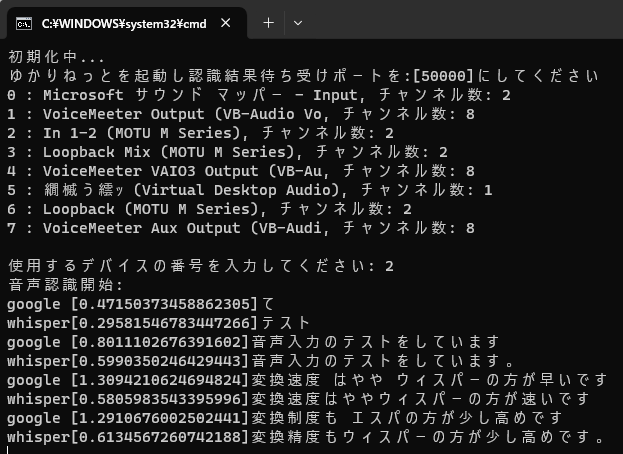 C:¥WINDOWS¥system32¥cmd
初期化中...
ゆかりねっとを起動し認識結果待ち受けポートを:[50000]にしてください
0 : Microsoft サウンド マッパー - Input, チャンネル数: 2
1 : VoiceMeeter Output (VB-Audio Vo, チャンネル数: 8
2 : In 1-2 (MOTU M Series), チャンネル数: 2
3 : Loopback Mix (MOTU M Series), チャンネル数: 2
4 : VoiceMeeter VAIO3 Output (VB-Au, チャンネル数: 8
5 : (Virtual Desktop Audio), チャンネル数: 1
6 : Loopback (MOTU M Series), チャンネル数: 2
7 : VoiceMeeter Aux Output (VB-Audi, チャンネル数: 8
使用するデバイスの番号を入力してください: 2
音声認識開始:
google [0.47150373458862305]て
whisper[0.29581546783447266]テスト
google [0.8011102676391602]音声入力のテストをしています
whisper[0.5990350246429443]音声入力のテストをしています。
google [1.3094210624694824]変換速度 はやや ウィスパーの方が早いです
whisper[0.5805983543395996]変換速度はややウィスパーの方が速いです
google [1.2910676002502441]変換制度も エスパの方が少し高めです
whisper[0.6134567260742188]変換精度もウィスパーの方が少し高めです。